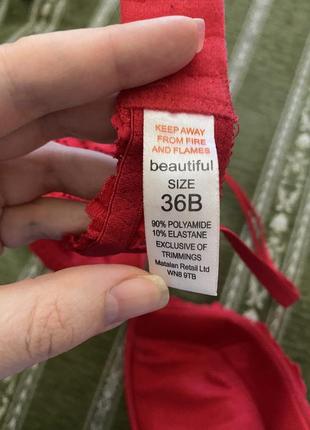 KEEP AWAY
FROM FIRE
AND FLAMES
beautiful
SIZE
36B
90% POLYAMIDE
10% ELASTANE
EXCLUSIVE OF
TRIMMINGS
Matalan Retail Ltd
WN8 9TB